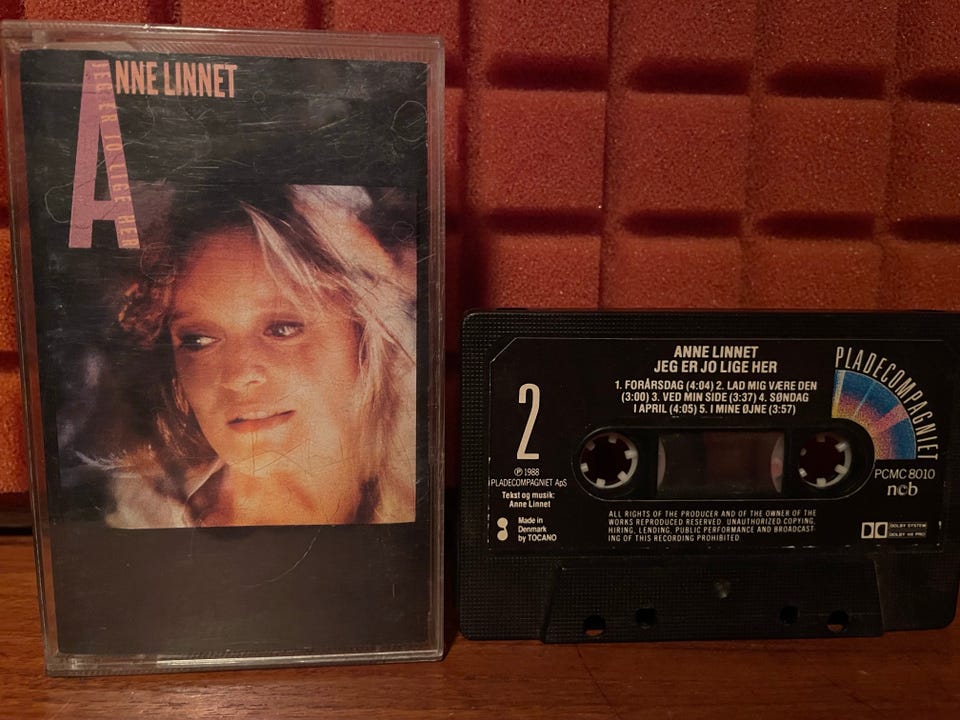 ANNE LINNET
JEG ER JO LIGE HER
ANNE LINNET
JEG ER JO LIGE HER
1. FORÅRSDAG (4:04) 2. LAD MIG VÆRE DEN
(3:00) 3. VED MIN SIDE (3:37) 4. SØNDAG
I APRIL (4:05) 5. I MINE ØJNE (3:57)
PLADECOMPAGNIET
2
℗ 1988
PLADECOMPAGNIET ApS
Tekst og musik:
Anne Linnet
Made in
Denmark
by TOCANO
PCMC 8010
ncb
ALL RIGHTS OF THE PRODUCER AND OF THE OWNER OF THE
WORKS REPRODUCED RESERVED. UNAUTHORIZED COPYING,
HIRING, LENDING, PUBLIC PERFORMANCE AND BROADCAST-
ING OF THIS RECORDING PROHIBITED
DOLBY SYSTEM
DOLBY HX PRO